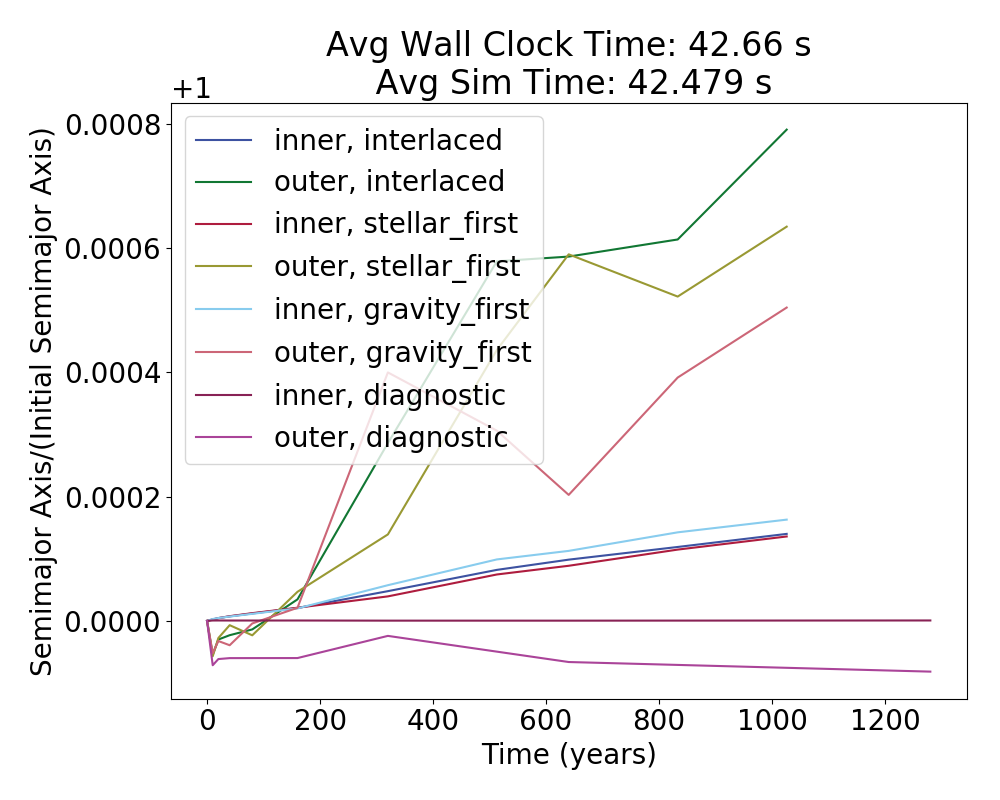 Avg Wall Clock Time: 42.66 s
Avg Sim Time: 42.479 s
+1
0.0008
0.0006
0.0004
0.0002
0.0000
Semimajor Axis/(Initial Semimajor Axis)
inner, interlaced
outer, interlaced
inner, stellar_first
outer, stellar_first
inner, gravity_first
outer, gravity_first
inner, diagnostic
outer, diagnostic
0 200 400 600 800 1000 1200
Time (years)